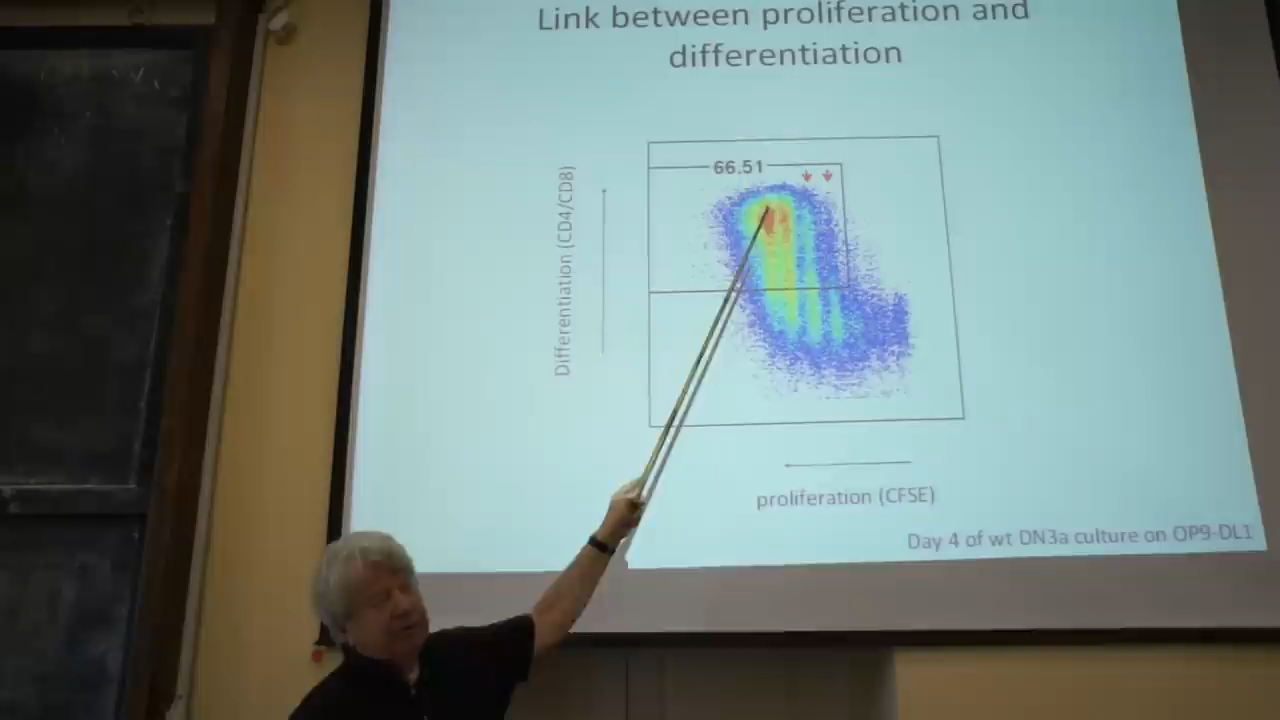 Link between proliferation and
differentiation
66.51
Differentiation (CD4/CD8)
proliferation (CFSE)
Day 4 of wt DN3a culture on OP9-DL1